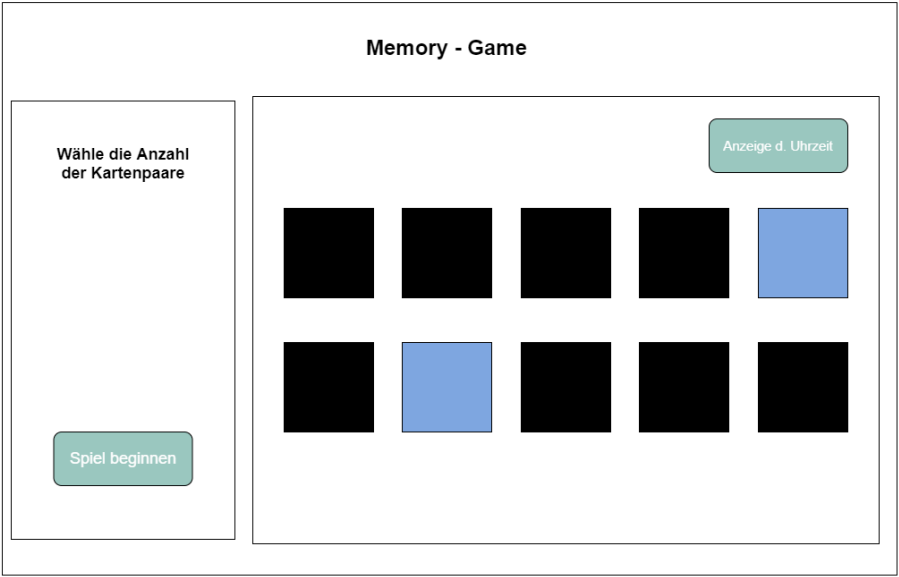 Memory - Game
Wähle die Anzahl
der Kartenpaare
Spiel beginnen
Anzeige d. Uhrzeit